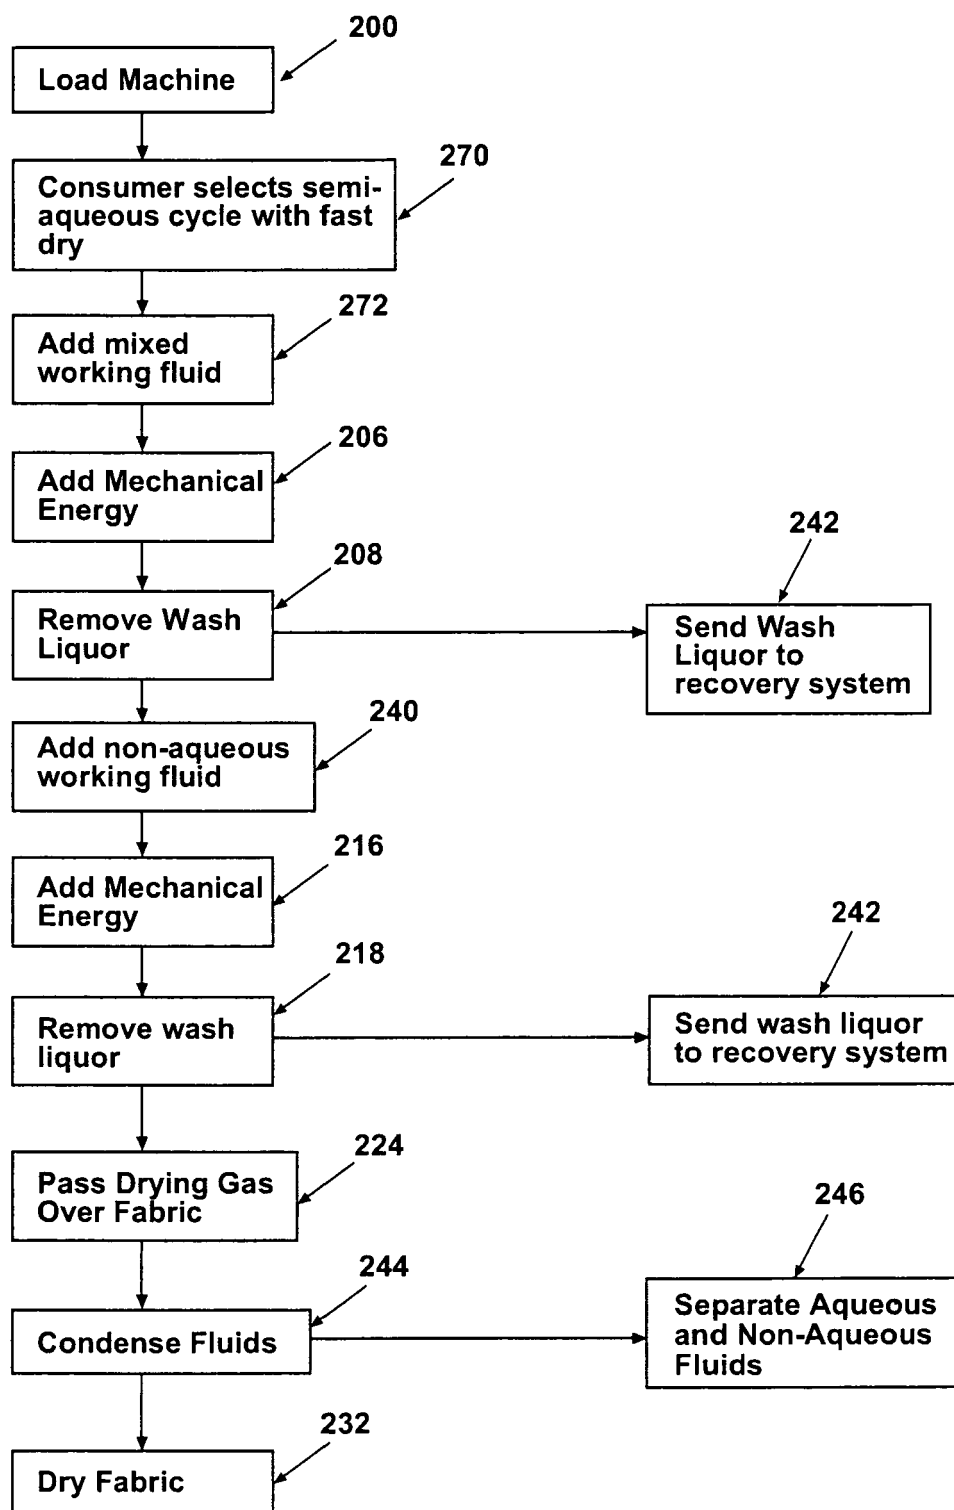 200
Load Machine
270
Consumer selects semi-
aqueous cycle with fast
dry
272
Add mixed
working fluid
206
Add Mechanical
Energy
208
Remove Wash
Liquor
242
Send Wash
Liquor to
recovery system
240
Add non-aqueous
working fluid
216
Add Mechanical
Energy
218
Remove wash
liquor
242
Send wash liquor
to recovery system
224
Pass Drying Gas
Over Fabric
244
Condense Fluids
246
Separate Aqueous
and Non-Aqueous
Fluids
232
Dry Fabric